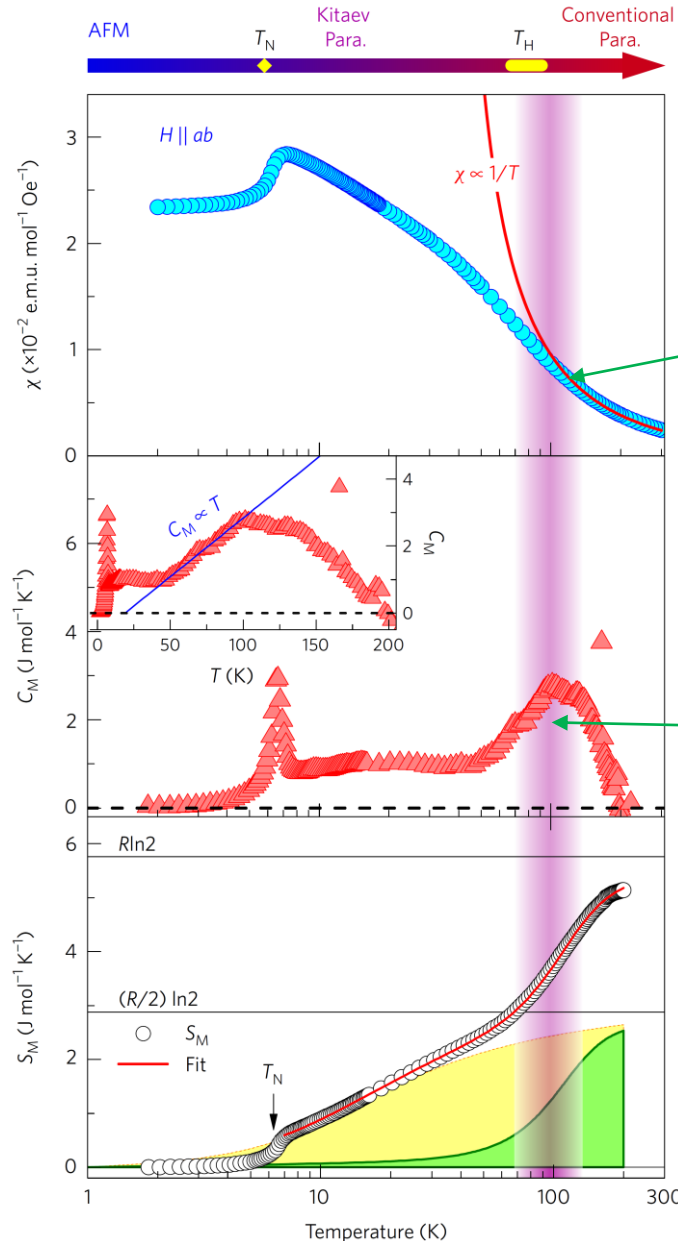 AFM
T_N
Kitaev
Para.
T_H
Conventional
Para.
H || ab
χ ∝ 1/T
χ (×10⁻² e.m.u. mol⁻¹ Oe⁻¹)
3
2
1
0
C_M ∝ T
C_M
4
2
0
0
50
100
150
200
T (K)
C_M (J mol⁻¹ K⁻¹)
6
4
2
0
Rln2
(R/2) ln2
S_M
Fit
T_N
S_M (J mol⁻¹ K⁻¹)
6
4
2
0
1
10
100
300
Temperature (K)